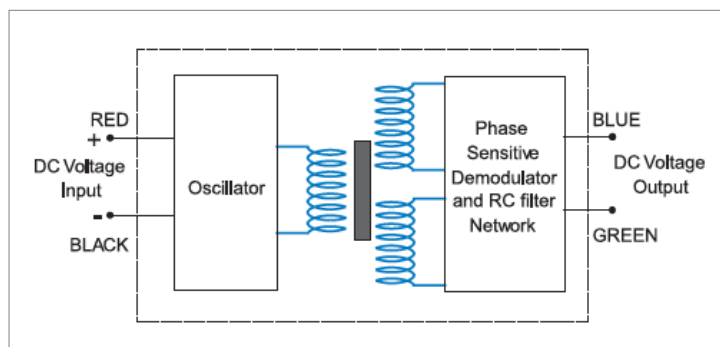 RED
+
DC Voltage
Input
-
BLACK
Oscillator
Phase
Sensitive
Demodulator
and RC filter
Network
BLUE
DC Voltage
Output
GREEN